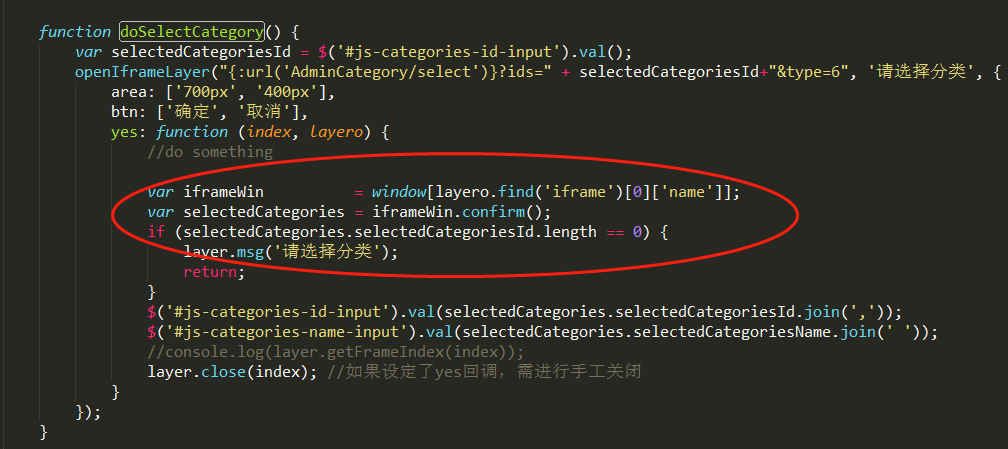 function doSelectCategory() {
    var selectedCategoriesId = $('#js-categories-id-input').val();
    openIframeLayer("{:url('AdminCategory/select')}?ids=" + selectedCategoriesId+"&type=6", '请选择分类', {
        area: ['700px', '400px'],
        btn: ['确定', '取消'],
        yes: function (index, layero) {
            //do something
            var iframeWin          = window[layero.find('iframe')[0]['name']];
            var selectedCategories = iframeWin.confirm();
            if (selectedCategories.selectedCategoriesId.length == 0) {
                layer.msg('请选择分类');
                return;
            }
            $('#js-categories-id-input').val(selectedCategories.selectedCategoriesId.join(','));
            $('#js-categories-name-input').val(selectedCategories.selectedCategoriesName.join(' '));
            //console.log(layer.getFrameIndex(index));
            layer.close(index); //如果设定了yes回调，需进行手工关闭
        }
    });
}